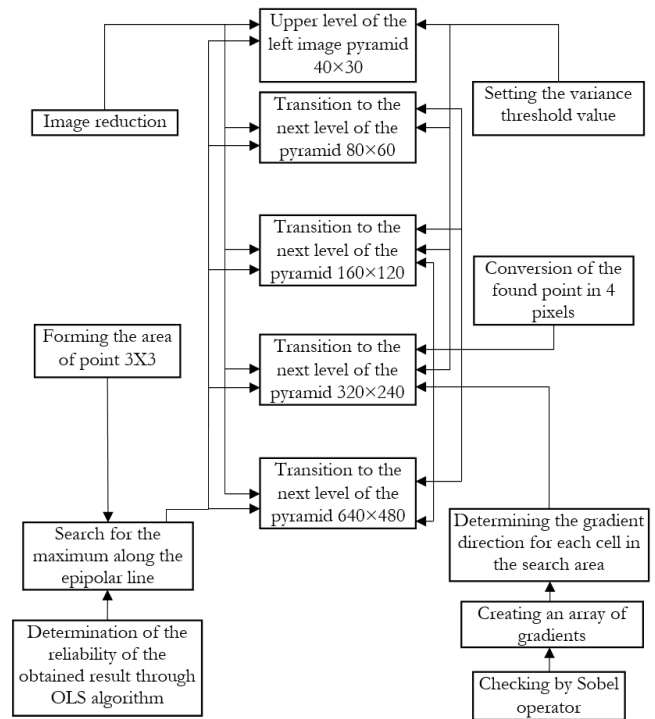 Upper level of the
left image pyramid
40×30
Image reduction
Setting the variance
threshold value
Transition to the
next level of the
pyramid 80×60
Transition to the
next level of the
pyramid 160×120
Conversion of the
found point in 4
pixels
Forming the area
of point 3X3
Transition to the
next level of the
pyramid 320×240
Transition to the
next level of the
pyramid 640×480
Search for the
maximum along the
epipolar line
Determining the gradient
direction for each cell in
the search area
Creating an array of
gradients
Determination of the
reliability of the
obtained result through
OLS algorithm
Checking by Sobel
operator